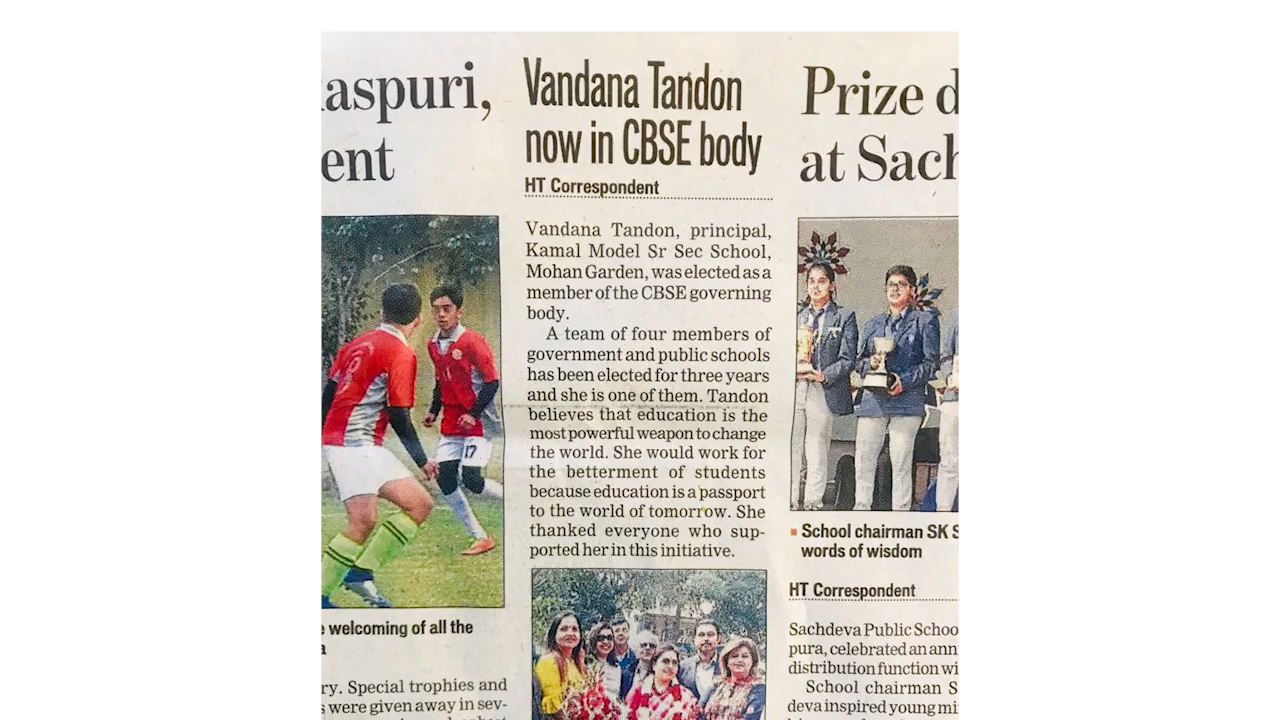 aspuri,
ent
17
e welcoming of all the
ry. Special trophies and
were given away in sev-
Vandana Tandon
now in CBSE body
HT Correspondent
Vandana Tandon, principal,
Kamal Model Sr Sec School,
Mohan Garden, was elected as a
member of the CBSE governing
body.
A team of four members of
government and public schools
has been elected for three years
and she is one of them. Tandon
believes that education is the
most powerful weapon to change
the world. She would work for
the betterment of students
because education is a passport
to the world of tomorrow. She
thanked everyone who sup-
ported her in this initiative.
Prize d
at Sach
School chairman SK S
words of wisdom
HT Correspondent
Sachdeva Public Schoo
pura, celebrated an ann
distribution function wi
School chairman S
deva inspired young mi